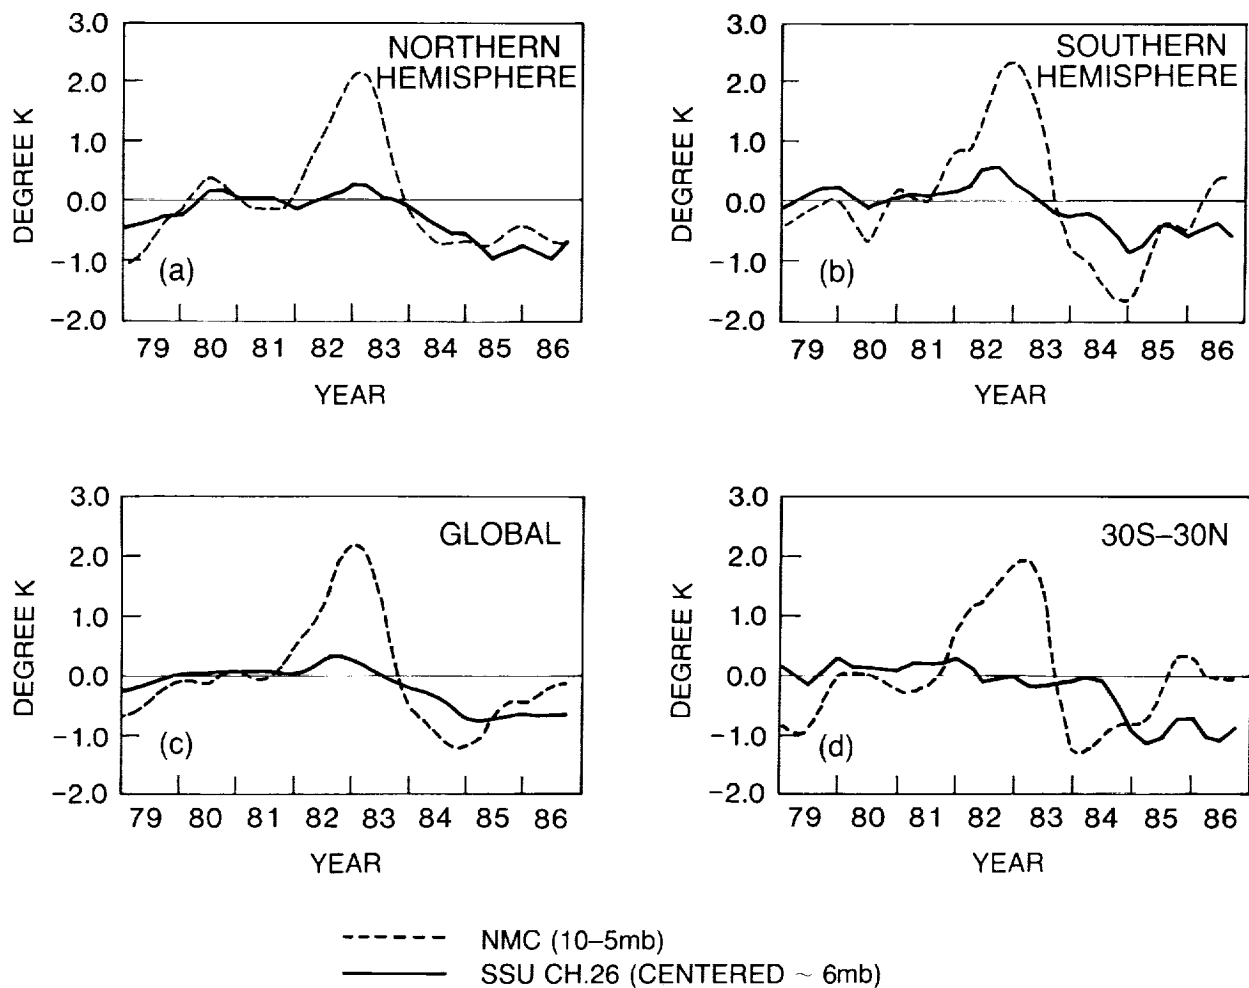 3.0
2.0
1.0
0.0
−1.0
−2.0
DEGREE K
NORTHERN
HEMISPHERE
(a)
79 80 81 82 83 84 85 86
YEAR
3.0
2.0
1.0
0.0
−1.0
−2.0
DEGREE K
SOUTHERN
HEMISPHERE
(b)
79 80 81 82 83 84 85 86
YEAR
3.0
2.0
1.0
0.0
−1.0
−2.0
DEGREE K
GLOBAL
(c)
79 80 81 82 83 84 85 86
YEAR
3.0
2.0
1.0
0.0
−1.0
−2.0
DEGREE K
30S–30N
(d)
79 80 81 82 83 84 85 86
YEAR
NMC (10–5mb)
SSU CH.26 (CENTERED ~ 6mb)